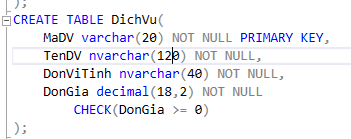 CREATE TABLE DichVu(
MaDV varchar(20) NOT NULL PRIMARY KEY,
TenDV nvarchar(120) NOT NULL,
DonViTinh nvarchar(40) NOT NULL,
DonGia decimal(18,2) NOT NULL
CHECK(DonGia >= 0)
);